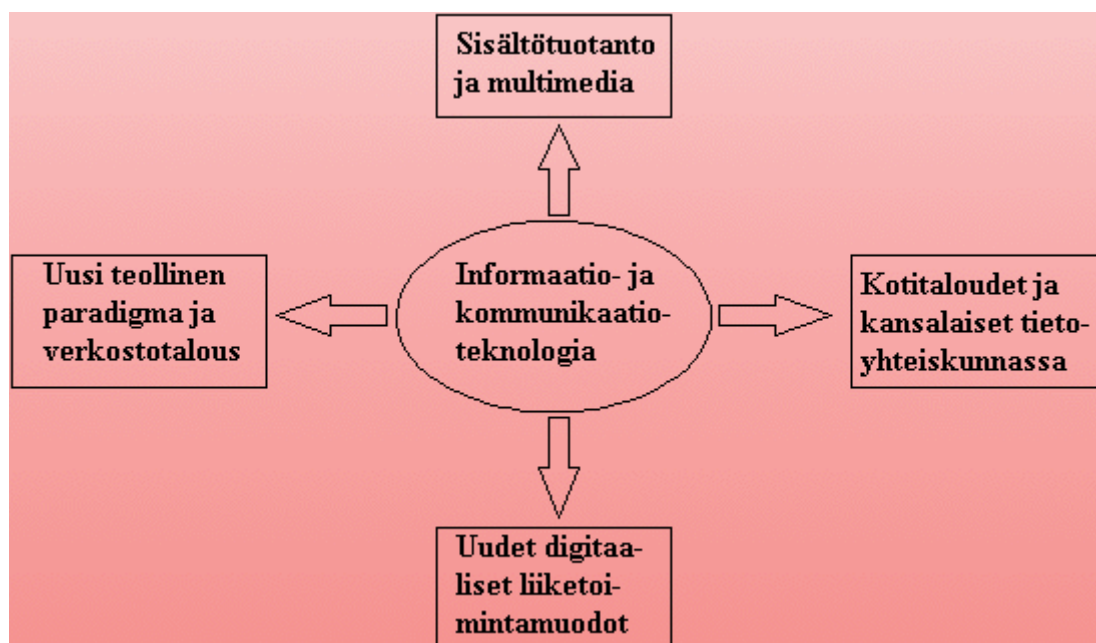 Sisältötuotanto
ja multimedia
Uusi teollinen
paradigma ja
verkostotalous
Informaatio- ja
kommunikaatio-
teknologia
Kotitaloudet ja
kansalaiset tieto-
yhteiskunnassa
Uudet digitaa-
liset liiketoi-
mintamuodot